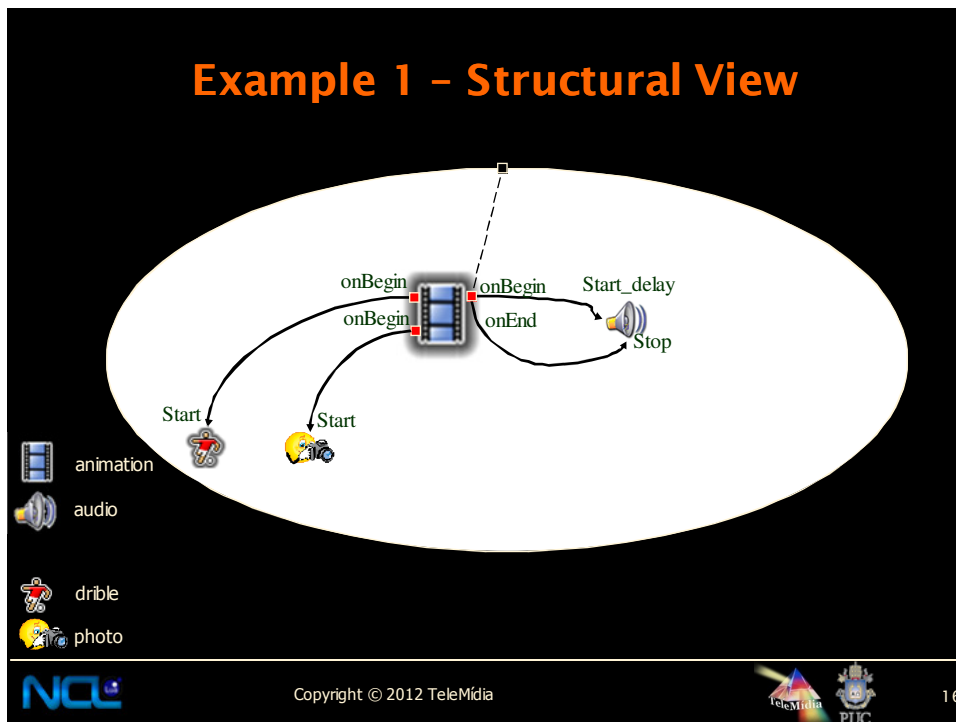 Example 1 – Structural View
onBegin
onBegin
Start_delay
onBegin
onEnd
Stop
Start
Start
animation
audio
drible
photo
NCL
Copyright © 2012 TeleMídia
TeleMídia
PUC
16